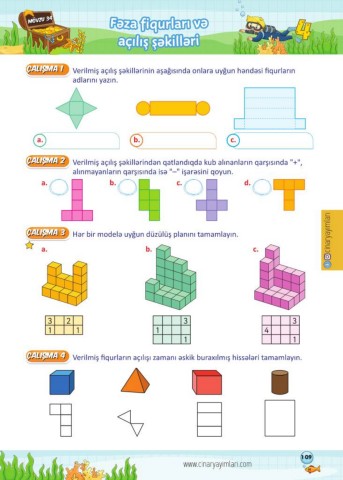 MÖVZU 34
Fəza fiqurları və
açılış şəkilləri
4
ÇALIŞMA 1 Verilmiş açılış şəkillərinin aşağısında onlara uyğun həndəsi fiqurların
adlarını yazın.
a. b. c.
ÇALIŞMA 2 Verilmiş açılış şəkillərindən qatlandıqda kub alınanların qarşısında "+",
alınmayanların qarşısında isə "–" işarəsini qoyun.
a. b. c. d.
ÇALIŞMA 3 Hər bir modelə uyğun düzülüş planını tamamlayın.
a. b. c.
3 2 3 3
1 1 1 4
1 1
ÇALIŞMA 4 Verilmiş fiqurların açılışı zamanı əskik buraxılmış hissələri tamamlayın.
cinaryayimlari
109
www.cinaryayimlari.com